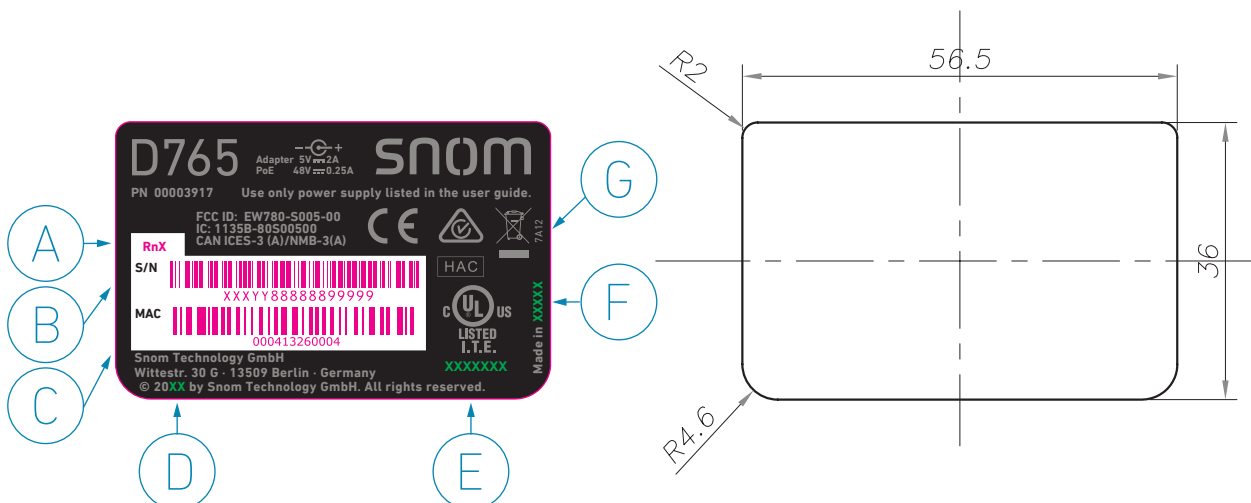 D765
Adapter 5V 2A
PoE 48V 0.25A
snom
PN 00003917 Use only power supply listed in the user guide.
FCC ID: EW780-S005-00
IC: 1135B-80S00500
CAN ICES-3 (A)/NMB-3(A)
CE
7A12
RnX
S/N
XXXYY88888899999
MAC
000413260004
HAC
C UL US
®
LISTED
I.T.E.
XXXXXXX
Made in XXXXX
Snom Technology GmbH
Wittestr. 30 G · 13509 Berlin · Germany
© 20XX by Snom Technology GmbH. All rights reserved.
A
B
C
D
E
F
G
R2
56.5
36
R4.6